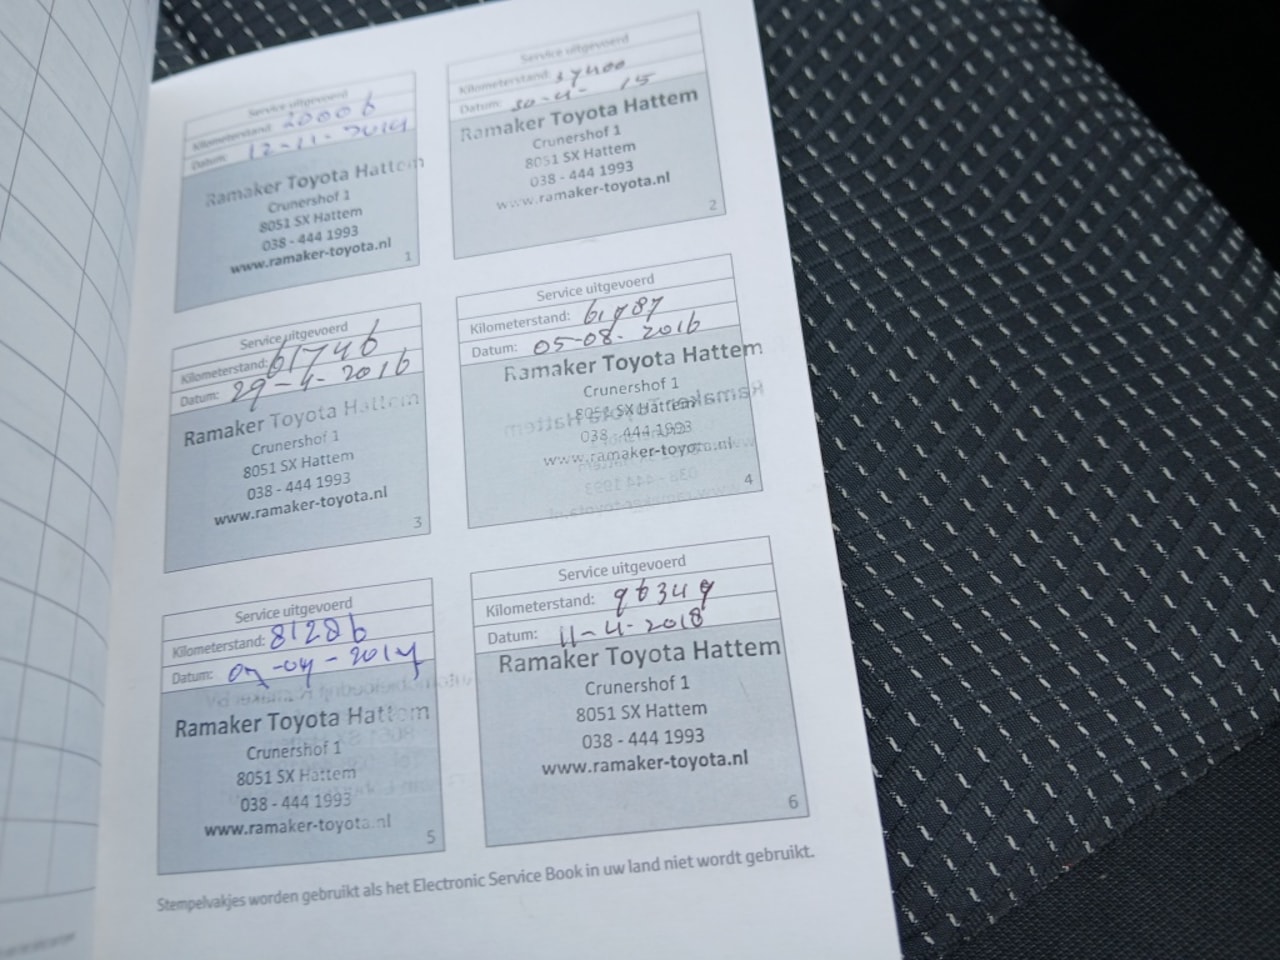 Service uitgevoerd
Kilometerstand: 20006
Datum: 12-11-2014
Ramaker Toyota Hattem
Crunershof 1
8051 SX Hattem
038 - 444 1993
www.ramaker-toyota.nl
1
Service uitgevoerd
Kilometerstand: 37400
Datum: 30-4-15
Ramaker Toyota Hattem
Crunershof 1
8051 SX Hattem
038 - 444 1993
www.ramaker-toyota.nl
2
Service uitgevoerd
Kilometerstand: 61746
Datum: 29-4-2016
Ramaker Toyota Hattem
Crunershof 1
8051 SX Hattem
038 - 444 1993
www.ramaker-toyota.nl
3
Service uitgevoerd
Kilometerstand: 61787
Datum: 05-08-2016
Ramaker Toyota Hattem
Crunershof 1
8051 SX Hattem
038 - 444 1993
www.ramaker-toyota.nl
4
Service uitgevoerd
Kilometerstand: 81286
Datum: 07-04-2017
Ramaker Toyota Hattem
Crunershof 1
8051 SX Hattem
038 - 444 1993
www.ramaker-toyota.nl
5
Service uitgevoerd
Kilometerstand: 96349
Datum: 11-4-2018
Ramaker Toyota Hattem
Crunershof 1
8051 SX Hattem
038 - 444 1993
www.ramaker-toyota.nl
6
Stempelvakjes worden gebruikt als het Electronic Service Book in uw land niet wordt gebruikt.